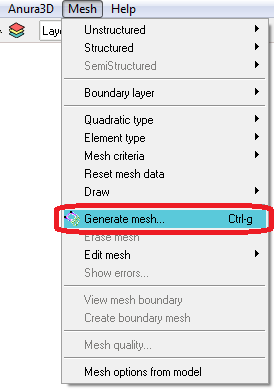 Anura3D Mesh Help
Laye
Unstructured
Structured
SemiStructured
Boundary layer
Quadratic type
Element type
Mesh criteria
Reset mesh data
Draw
Generate mesh... Ctrl-g
Erase mesh
Edit mesh
Show errors...
View mesh boundary
Create boundary mesh
Mesh quality...
Mesh options from model